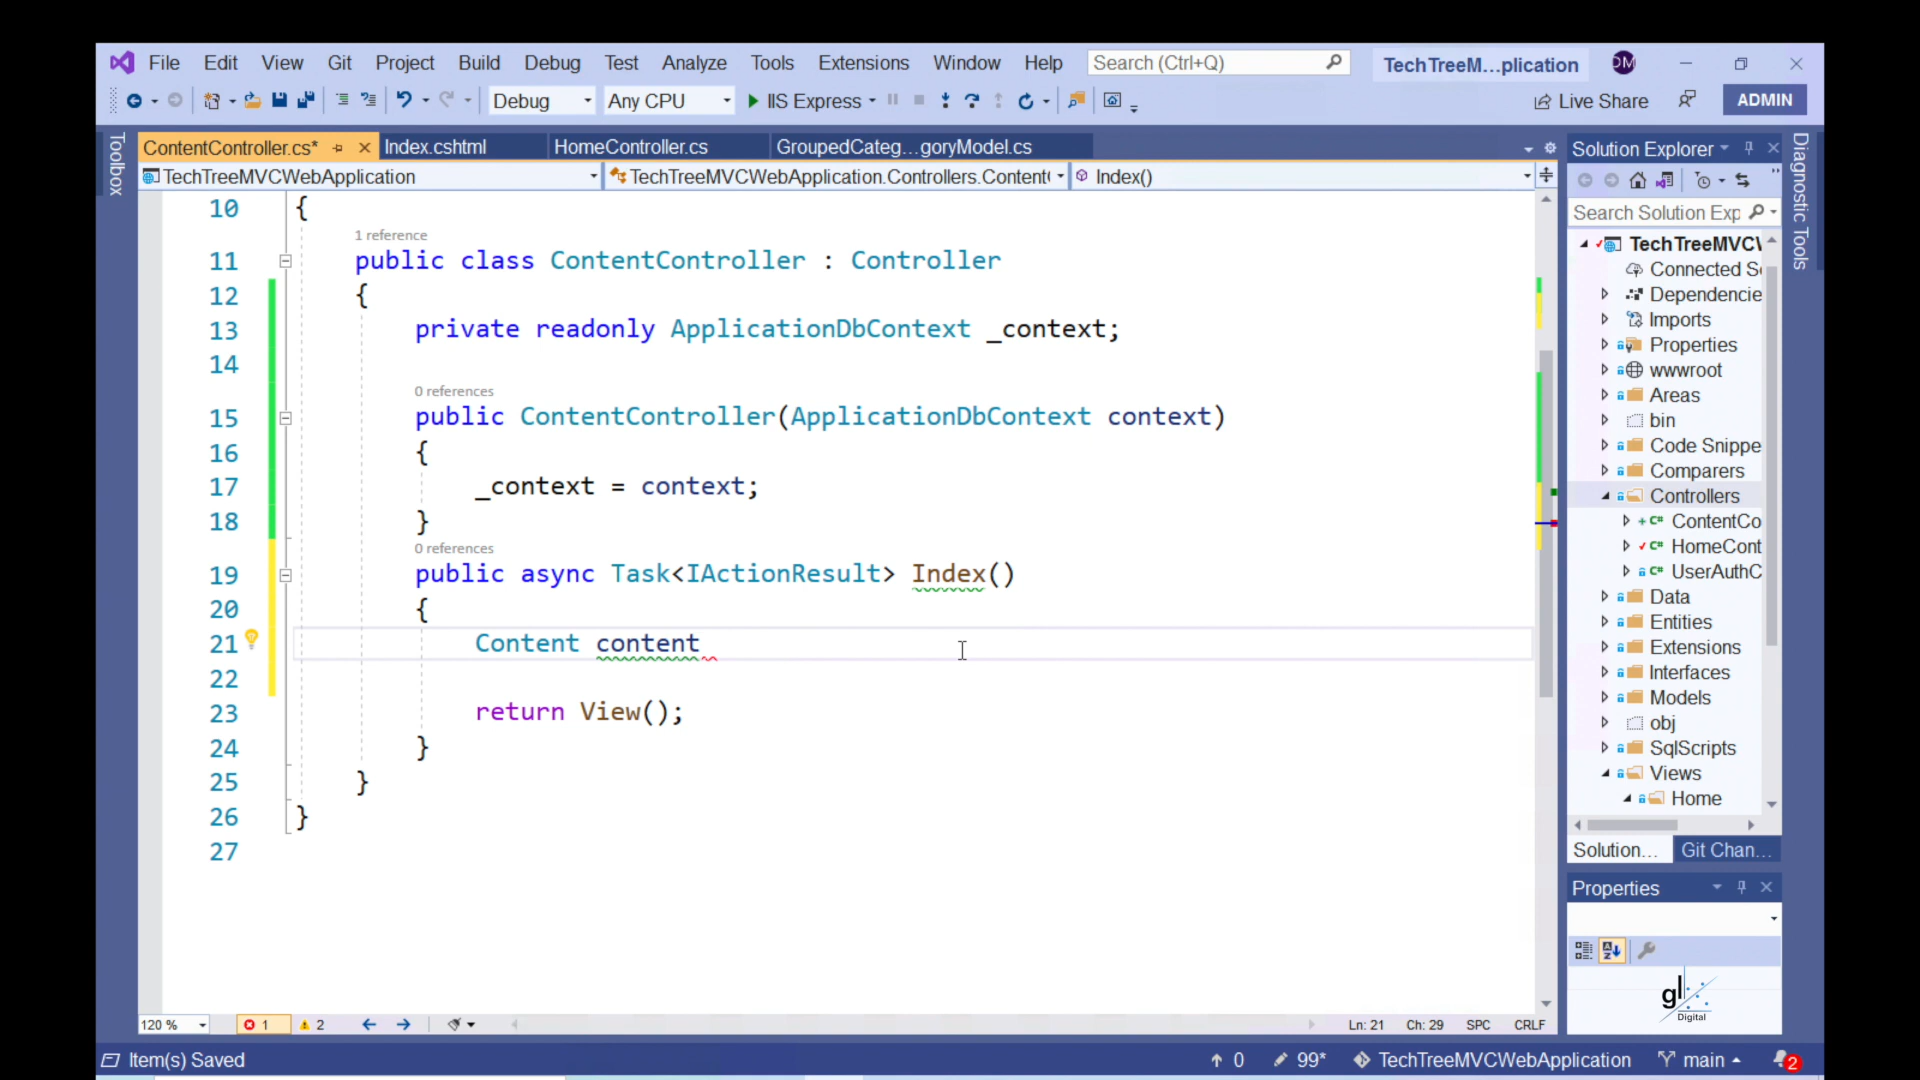 File Edit View Git Project Build Debug Test Analyze Tools Extensions Window Help Search (Ctrl+Q) TechTreeM...plication DM
Debug Any CPU IIS Express Live Share ADMIN
Toolbox
ContentController.cs* Index.cshtml HomeController.cs GroupedCateg...goryModel.cs
TechTreeMVCWebApplication TechTreeMVCWebApplication.Controllers.Content( Index()
10 {
1 reference
11 public class ContentController : Controller
12 {
13 private readonly ApplicationDbContext _context;
14
0 references
15 public ContentController(ApplicationDbContext context)
16 {
17 _context = context;
18 }
0 references
19 public async Task<IActionResult> Index()
20 {
21 Content content
22
23 return View();
24 }
25 }
26 }
27
120 % 1 2 Ln: 21 Ch: 29 SPC CRLF
Solution Explorer
Search Solution Exp
TechTreeMVCV
Connected Se
Dependencie
Imports
Properties
wwwroot
Areas
bin
Code Snippe
Comparers
Controllers
ContentCo
HomeCont
UserAuthC
Data
Entities
Extensions
Interfaces
Models
obj
SqlScripts
Views
Home
Solution... Git Chan...
Properties
gl
Digital
Diagnostic Tools
Item(s) Saved 0 99* TechTreeMVCWebApplication main 2